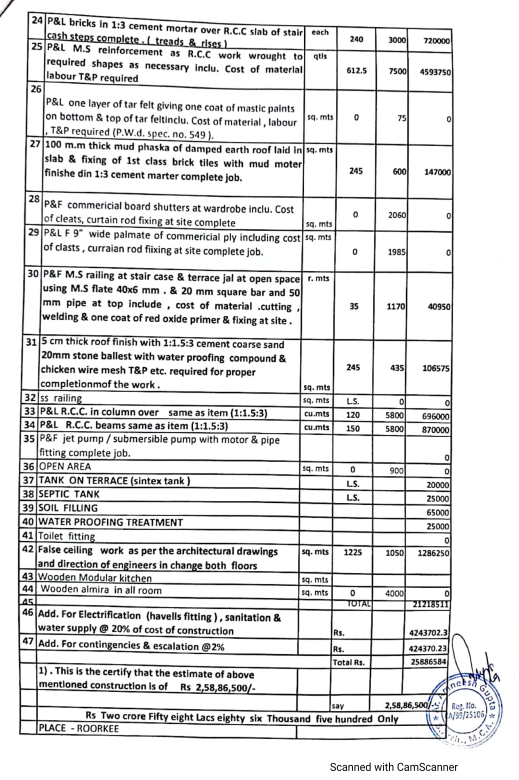 24 P&L bricks in 1:3 cement mortar over R.C.C slab of stair each 240 3000 720000
cash steps complete . ( treads & rises )
25 P&L M.S reinforcement as R.C.C work wrought to qtls
required shapes as necessary inclu. Cost of material 612.5 7500 4593750
labour T&P required
26
P&L one layer of tar felt giving one coat of mastic paints
on bottom & top of tar feltinclu. Cost of material , labour sq. mts 0 75 0
, T&P required (P.W.d. spec. no. 549 ).
27 100 m.m thick mud phaska of damped earth roof laid in sq. mts
slab & fixing of 1st class brick tiles with mud moter 245 600 147000
finishe din 1:3 cement marter complete job.
28
P&F commericial board shutters at wardrobe inclu. Cost 0 2060 0
of cleats, curtain rod fixing at site complete sq. mts
29 P&L F 9" wide palmate of commericial ply including cost sq. mts
of clasts , curraian rod fiixing at site complete job. 0 1985 0
30 P&F M.S railing at stair case & terrace jal at open space r. mts
using M.S flate 40x6 mm . & 20 mm square bar and 50
mm pipe at top include , cost of material .cutting , 35 1170 40950
welding & one coat of red oxide primer & fixing at site .
31 5 cm thick roof finish with 1:1.5:3 cement coarse sand
20mm stone ballest with water proofing compound & 245 435 106575
chicken wire mesh T&P etc. required for proper
completionmof the work . sq. mts
32 ss railing sq. mts L.S. 0 0
33 P&L R.C.C. in column over same as item (1:1.5:3) cu.mts 120 5800 696000
34 P&L R.C.C. beams same as item (1:1.5:3) cu.mts 150 5800 870000
35 P&F jet pump / submersible pump with motor & pipe
fitting complete job. 0
36 OPEN AREA sq. mts 0 900 0
37 TANK ON TERRACE (sintex tank ) L.S. 20000
38 SEPTIC TANK L.S. 25000
39 SOIL FILLING 65000
40 WATER PROOFING TREATMENT 25000
41 Toilet fitting 0
42 False ceiling work as per the architectural drawings sq. mts 1225 1050 1286250
and direction of engineers in change both floors
43 Wooden Modular kitchen sq. mts
44 Wooden almira in all room sq. mts 0 4000 0
45 TOTAL 21218511
46 Add. For Electrification (havells fitting ) , sanitation &
water supply @ 20% of cost of construction Rs. 4243702.3
47 Add. For contingencies & escalation @2% Rs. 424370.23
Total Rs. 25886584
1) . This is the certify that the estimate of above
mentioned construction is of Rs 2,58,86,500/-
say 2,58,86,500/-
Rs Two crore Fifty eight Lacs eighty six Thousand five hundred Only
PLACE - ROORKEE
Gupta
Reg. No.
A/99/25106
M.C.A.
Scanned with CamScanner